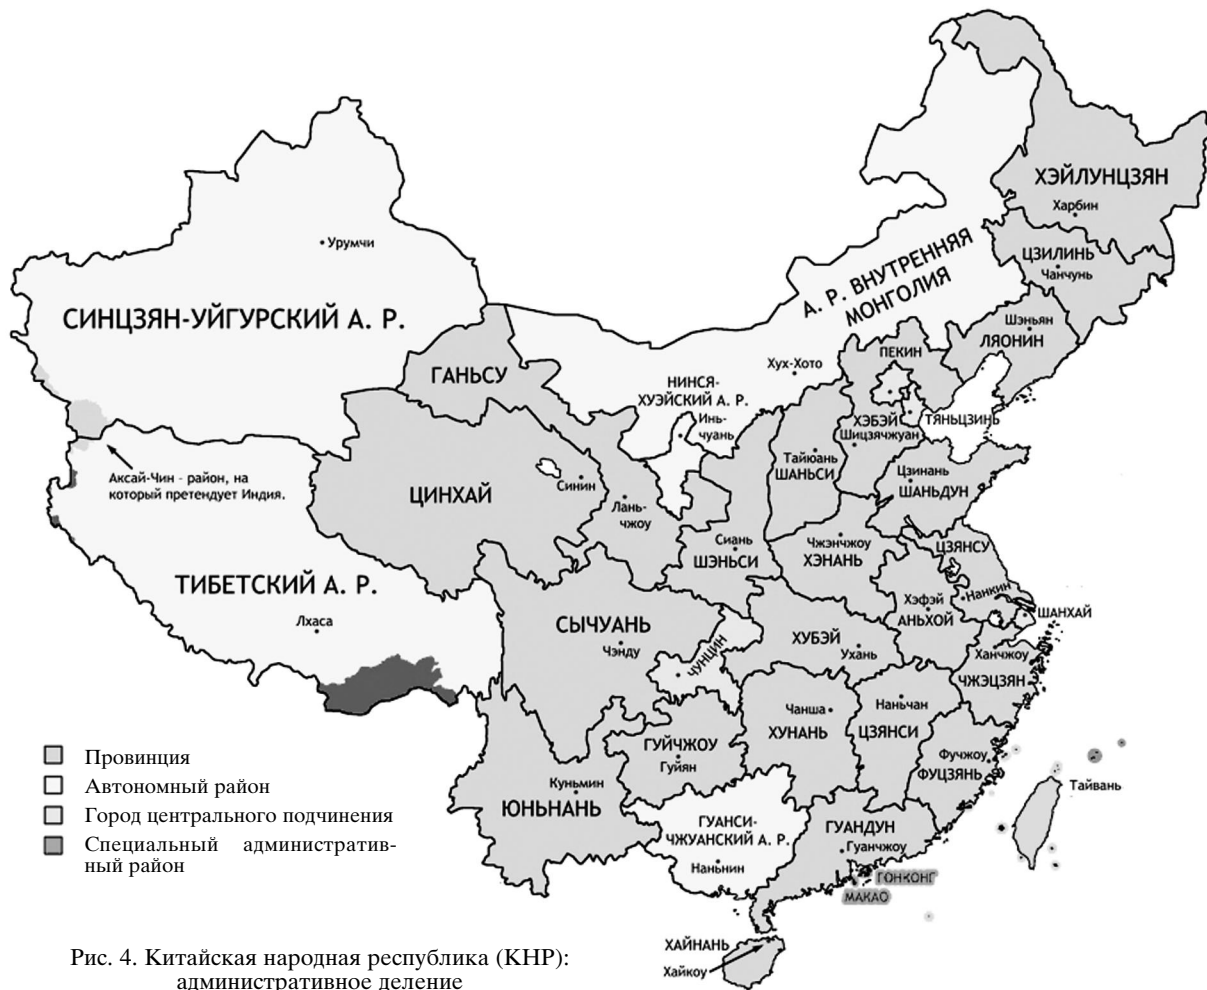 ХЭЙЛУНЦЗЯН
Харбин
Урумчи
ЦЗИЛИНЬ
Чанчунь
А. Р. ВНУТРЕННЯЯ
МОНГОЛИЯ
СИНЦЗЯН-УЙГУРСКИЙ А. Р.
Шэньян
ЛЯОНИН
ПЕКИН
Хух-Хото
ГАНЬСУ
НИНСЯ-
ХУЭЙСКИЙ А. Р.
Инь-
чуань
ХЭБЭЙ
Шицзячжуан
ТЯНЬЦЗИНЬ
Тайюань
ШАНЬСИ
Цзинань
ШАНЬДУН
Аксай-Чин - район, на
который претендует Индия.
ЦИНХАЙ
Синин
Лань-
чжоу
Сиань
ШЭНЬСИ
Чжэнчжоу
ХЭНАНЬ
ЦЗЯНСУ
Нанкин
ТИБЕТСКИЙ А. Р.
Лхаса
Хэфэй
АНЬХОЙ
ШАНХАЙ
СЫЧУАНЬ
Чэнду
ЧУНЦИН
ХУБЭЙ
Ухань
Ханчжоу
ЧЖЭЦЗЯН
Чанша
ХУНАНЬ
Наньчан
ЦЗЯНСИ
ГУЙЧЖОУ
Гуйян
Фучжоу
ФУЦЗЯНЬ
Тайвань
Куньмин
ЮНЬНАНЬ
ГУАНСИ-
ЧЖУАНСКИЙ А. Р.
Наньнин
ГУАНДУН
Гуанчжоу
ГОНКОНГ
МАКАО
ХАЙНАНЬ
Хайкоу
Провинция
Автономный район
Город центрального подчинения
Специальный административ-
ный район
Рис. 4. Китайская народная республика (КНР):
административное деление